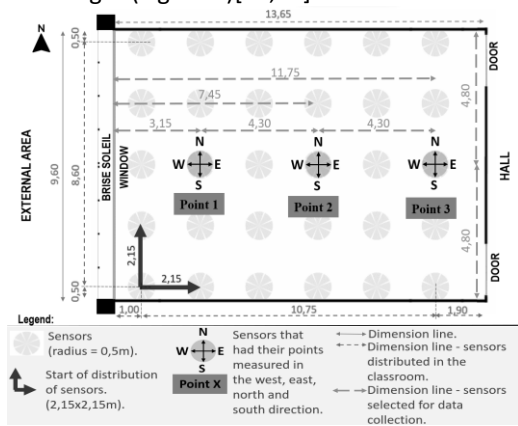 13,65
N
0,50
11,75
7,45
3,15
4,30
4,30
4,80
DOOR
EXTERNAL AREA
9,60
8,60
BRISE SOLEIL
WINDOW
N
W E
S
Point 1
N
W E
S
Point 2
N
W E
S
Point 3
HALL
4,80
2,15
2,15
DOOR
0,50
1,00
10,75
1,90
Legend:
Sensors
(radius = 0,5m).
Start of distribution
of sensors.
(2,15x2,15m).
N
W E
S
Point X
Sensors that
had their points
measured in
the west, east,
north and
south direction.
Dimension line.
Dimension line - sensors
distributed in the
classroom.
Dimension line - sensors
selected for data
collection.